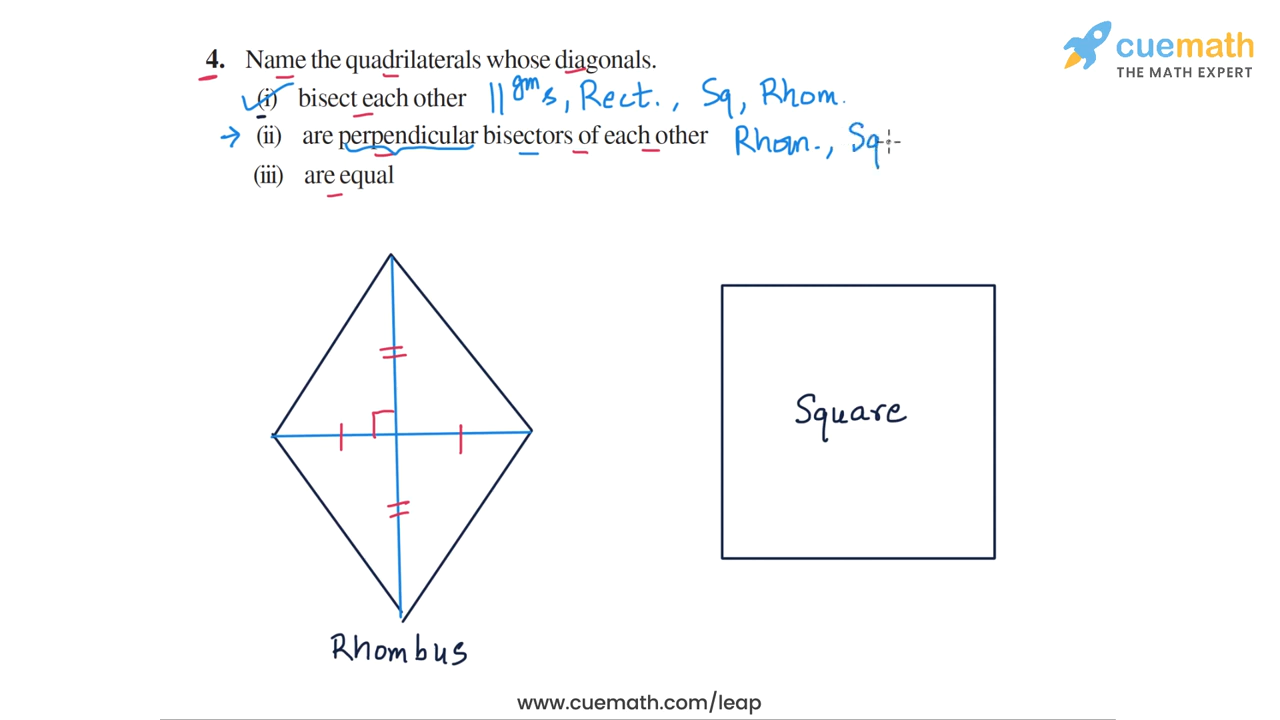 cuemath
THE MATH EXPERT
4. Name the quadrilaterals whose diagonals.
(i) bisect each other ||gms, Rect., Sq, Rhom.
(ii) are perpendicular bisectors of each other Rhom., Sq
(iii) are equal
Square
Rhombus
www.cuemath.com/leap